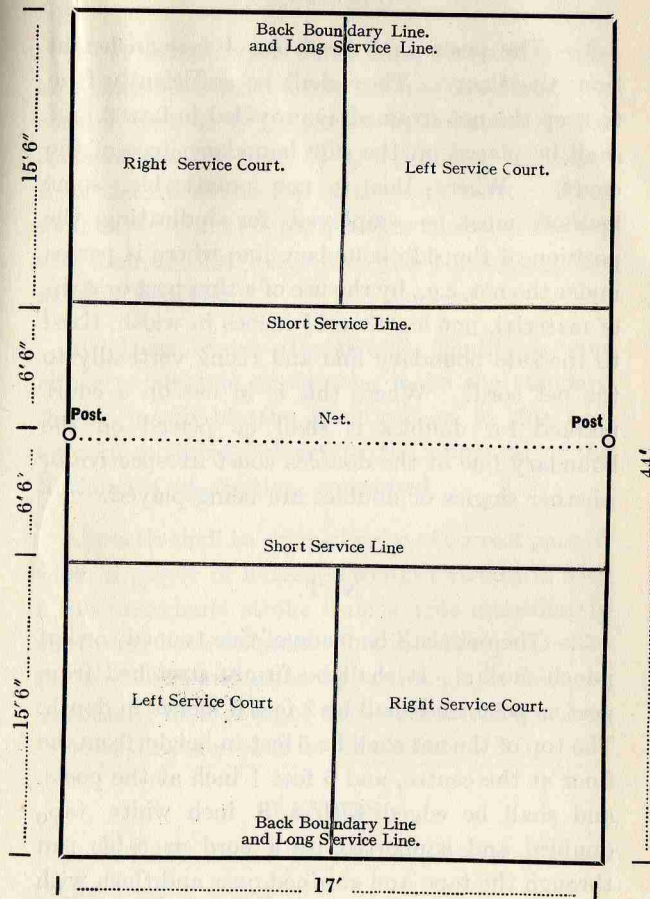 Back Boundary Line.
and Long Service Line.
15'6"
Right Service Court.
Left Service Court.
Short Service Line.
6'6"
Post.
Net.
Post
44'
6'6"
Short Service Line
15'6"
Left Service Court
Right Service Court.
Back Boundary Line
and Long Service Line.
17'